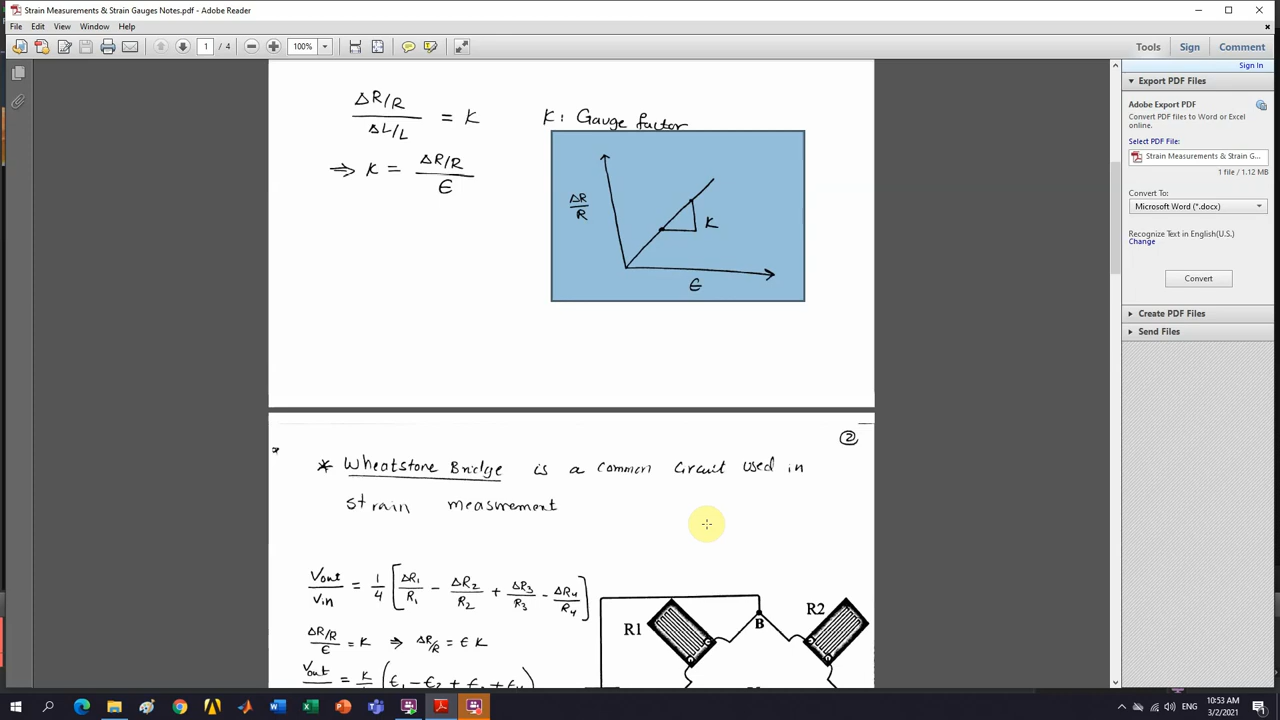 Strain Measurements & Strain Gauges Notes.pdf - Adobe Reader
File Edit View Window Help
1 / 4 100% Tools Sign Comment
Sign In
Export PDF Files
Adobe Export PDF
Convert PDF files to Word or Excel
online.
Select PDF File:
Strain Measurements & Strain G...
1 file / 1.12 MB
Convert To:
Microsoft Word (*.docx)
Recognize Text in English(U.S.)
Change
Convert
Create PDF Files
Send Files
ΔR/R / ΔL/L = K
K: Gauge factor
⇒ K = ΔR/R / ϵ
ΔR/R
K
ϵ
②
* Wheatstone Bridge is a common circuit used in
strain measurment
Vout/Vin = 1/4 [ΔR1/R1 - ΔR2/R2 + ΔR3/R3 - ΔR4/R4]
ΔR/R / ϵ = K ⇒ ΔR/R = ϵ K
R1
B
R2
10:53 AM
3/2/2021